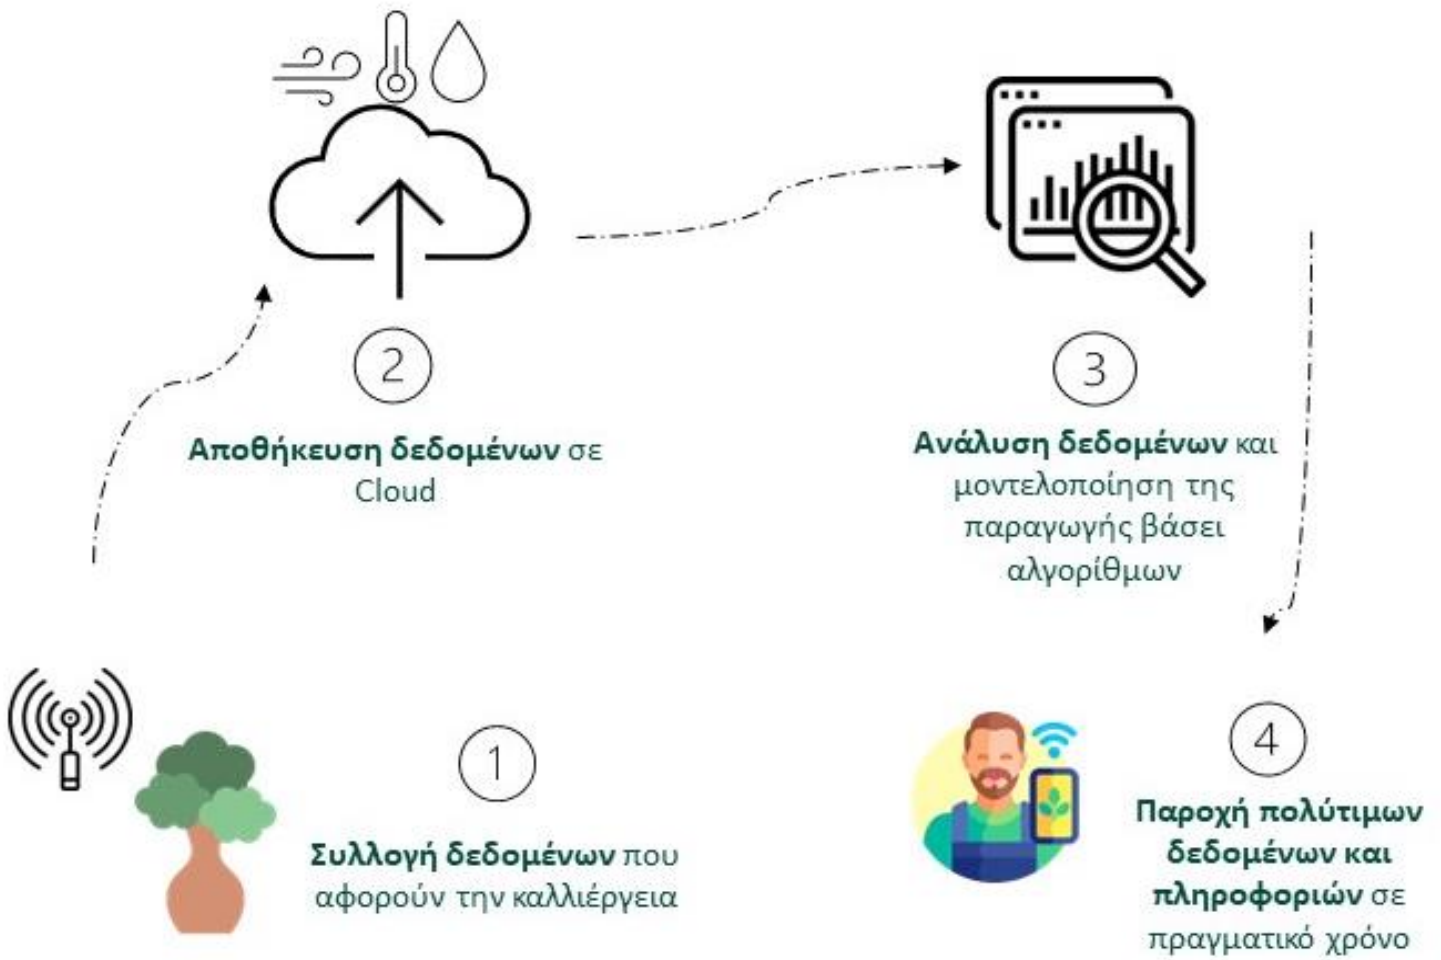 2
Αποθήκευση δεδομένων σε
Cloud
3
Ανάλυση δεδομένων και
μοντελοποίηση της
παραγωγής βάσει
αλγορίθμων
1
Συλλογή δεδομένων που
αφορούν την καλλιέργεια
4
Παροχή πολύτιμων
δεδομένων και
πληροφοριών σε
πραγματικό χρόνο